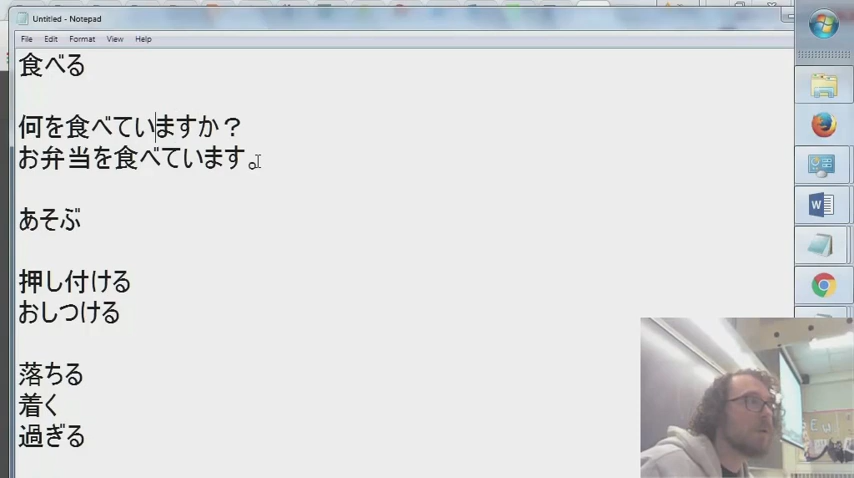 Untitled - Notepad
File Edit Format View Help
食べる
何を食べていますか？
お弁当を食べています。
あそぶ
押し付ける
おしつける
落ちる
着く
過ぎる